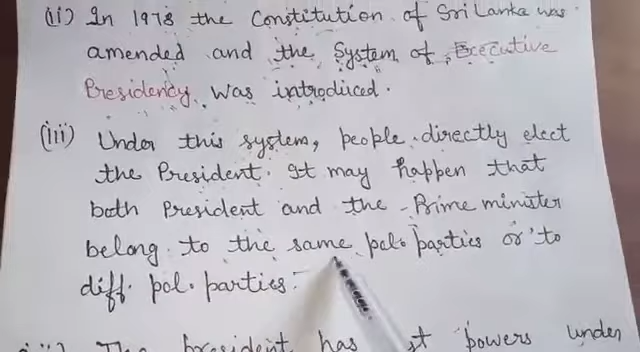 (ii) In 1978 the Constitution of Sri Lanka was
amended and the System of Executive
Presidency was introduced.
(iii) Under this system, people directly elect
the President. It may happen that
both President and the Prime minister
belong to the same pol. parties or to
diff. pol. parties.
The President has powers under